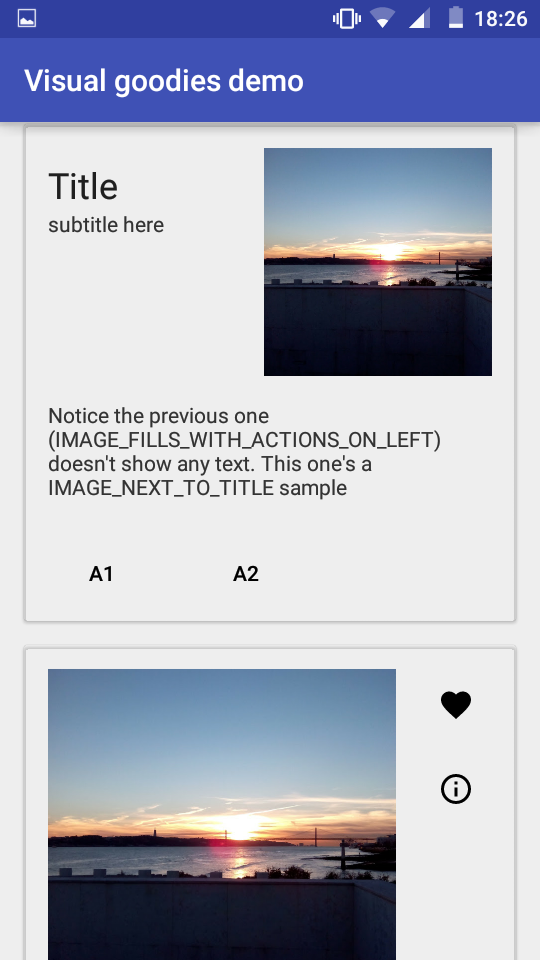 18:26
Visual goodies demo
Title
subtitle here
Notice the previous one
(IMAGE_FILLS_WITH_ACTIONS_ON_LEFT)
doesn't show any text. This one's a
IMAGE_NEXT_TO_TITLE sample
A1 A2